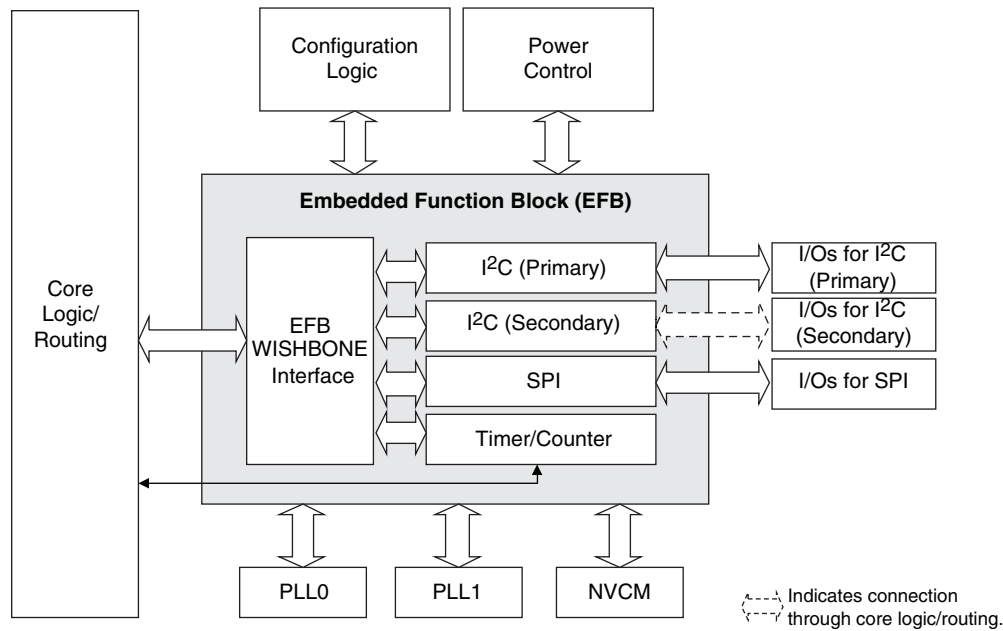 Configuration
Logic
Power
Control
Embedded Function Block (EFB)
Core
Logic/
Routing
EFB
WISHBONE
Interface
I²C (Primary)
I²C (Secondary)
SPI
Timer/Counter
I/Os for I²C
(Primary)
I/Os for I²C
(Secondary)
I/Os for SPI
PLL0
PLL1
NVCM
Indicates connection
through core logic/routing.